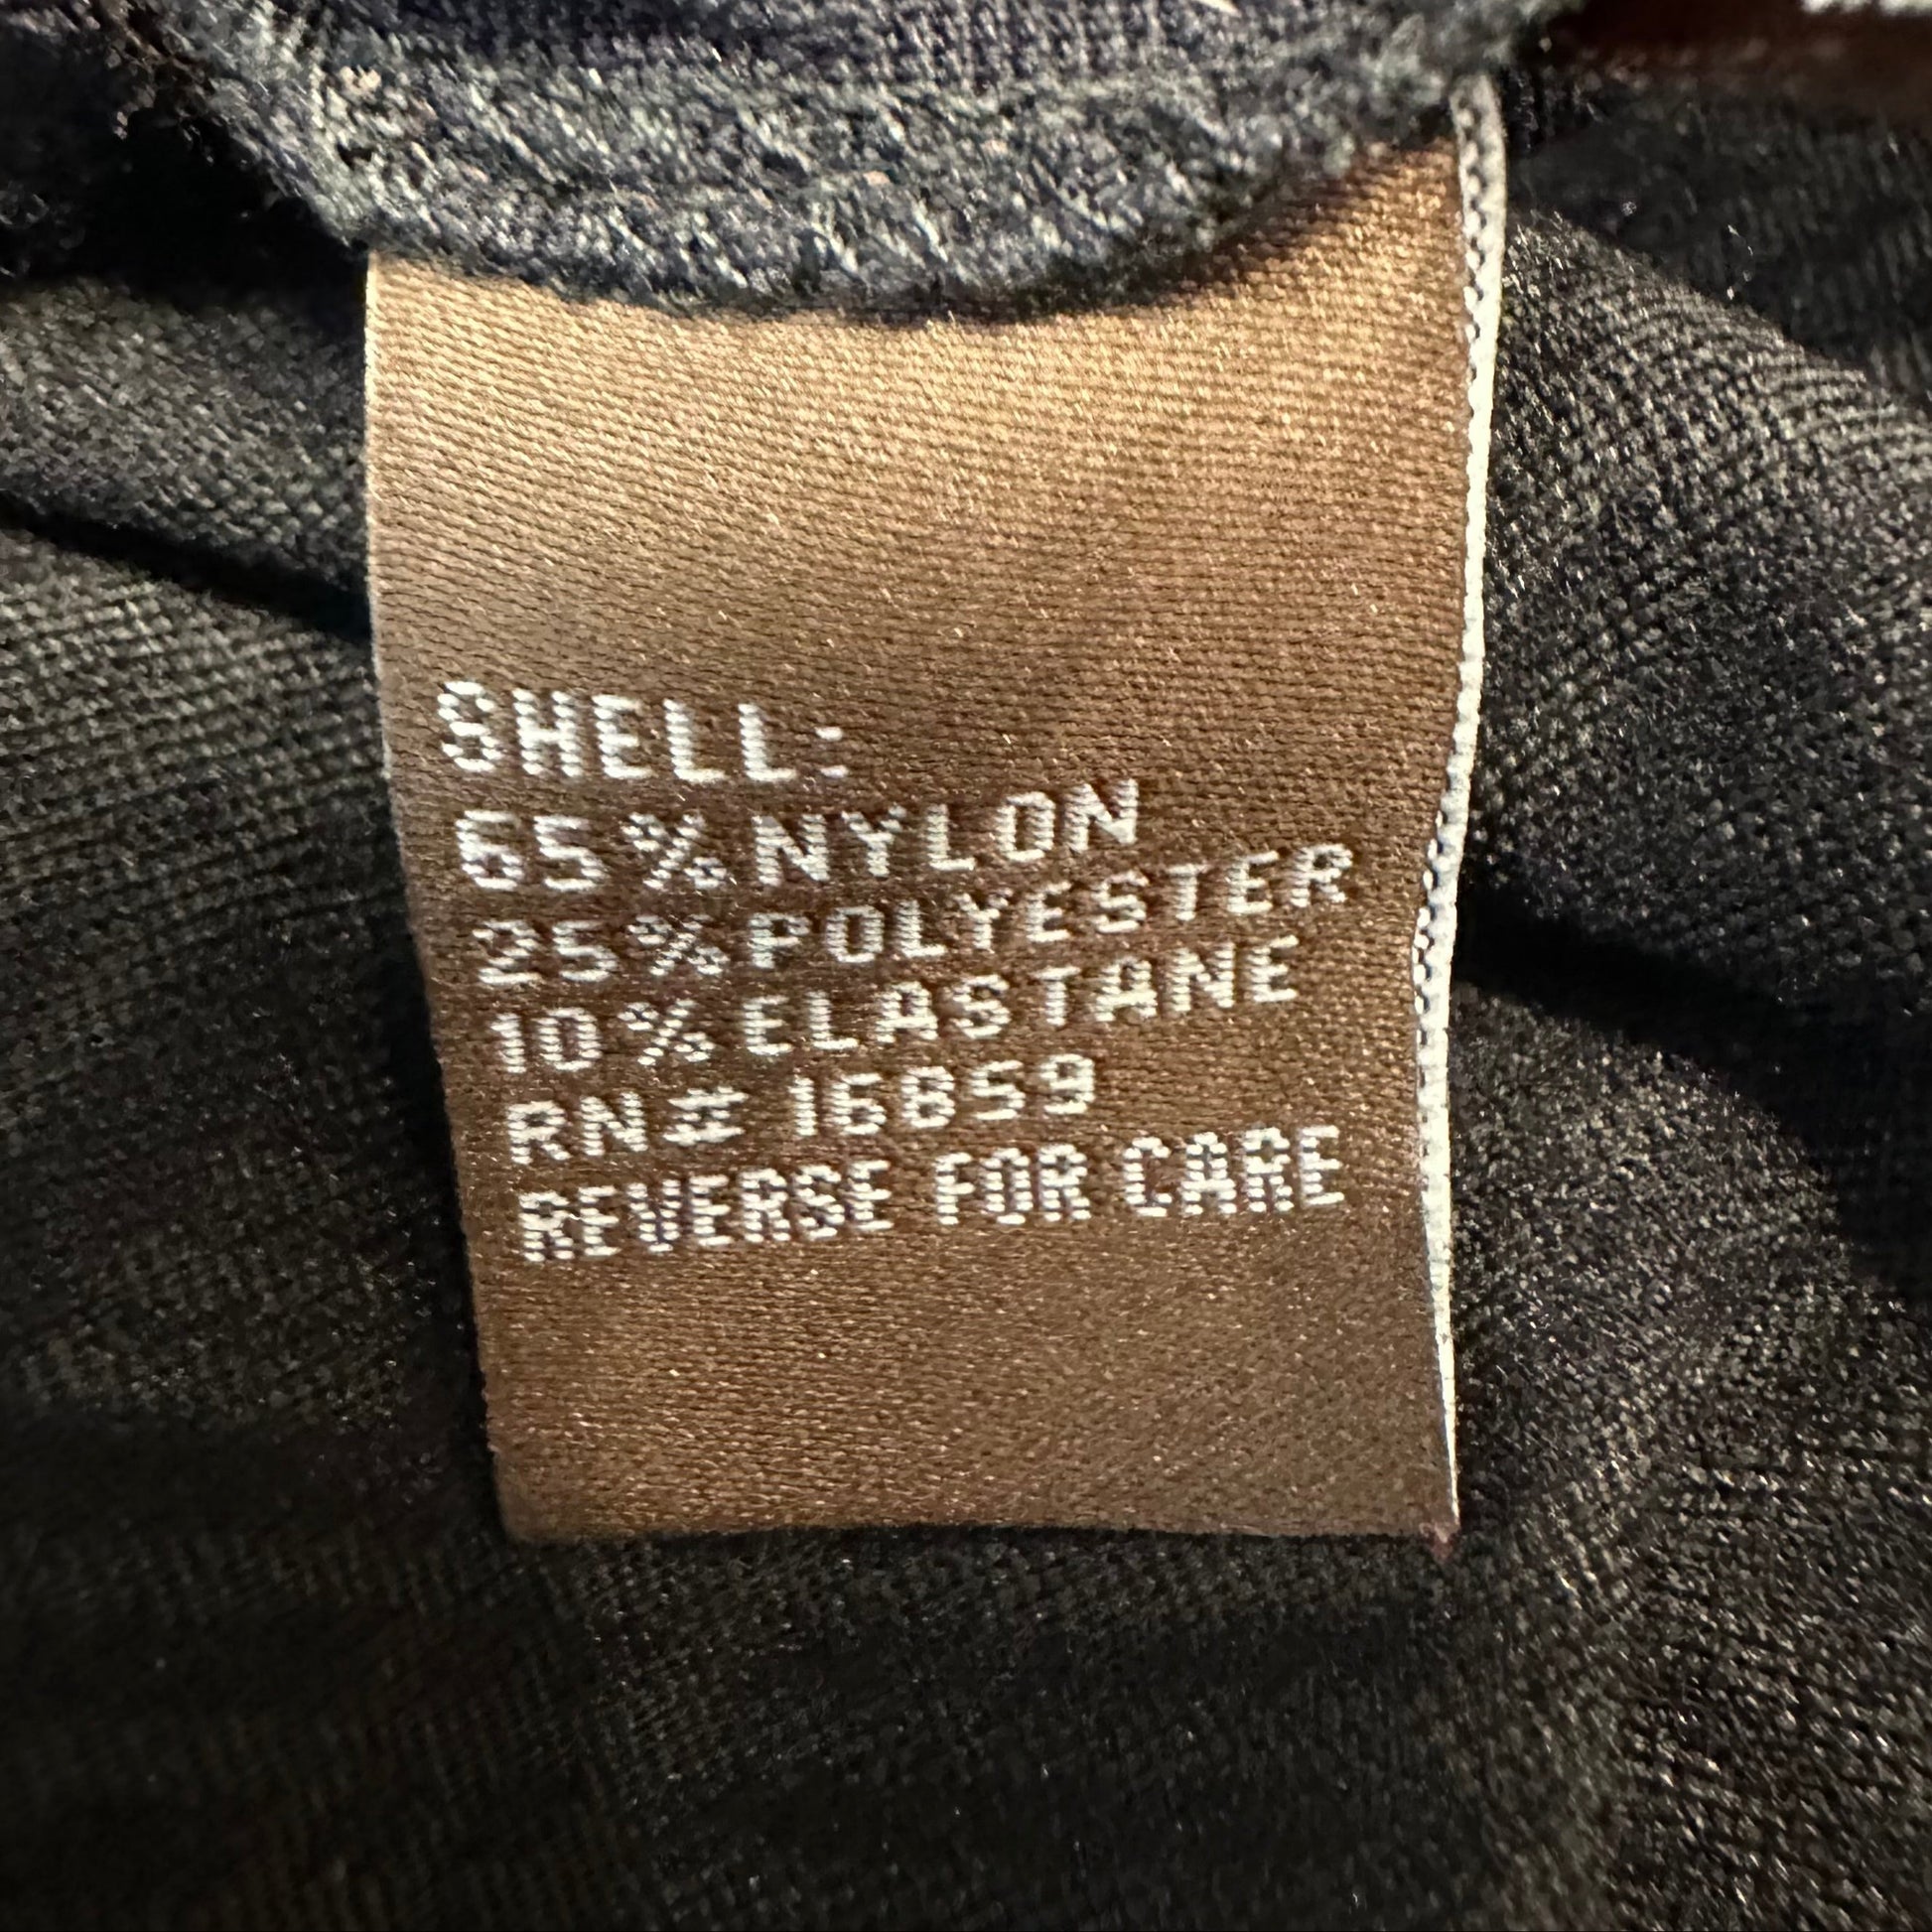 SHELL:
65% NYLON
25% POLYESTER
10% ELASTANE
RN# 16859
REVERSE FOR CARE